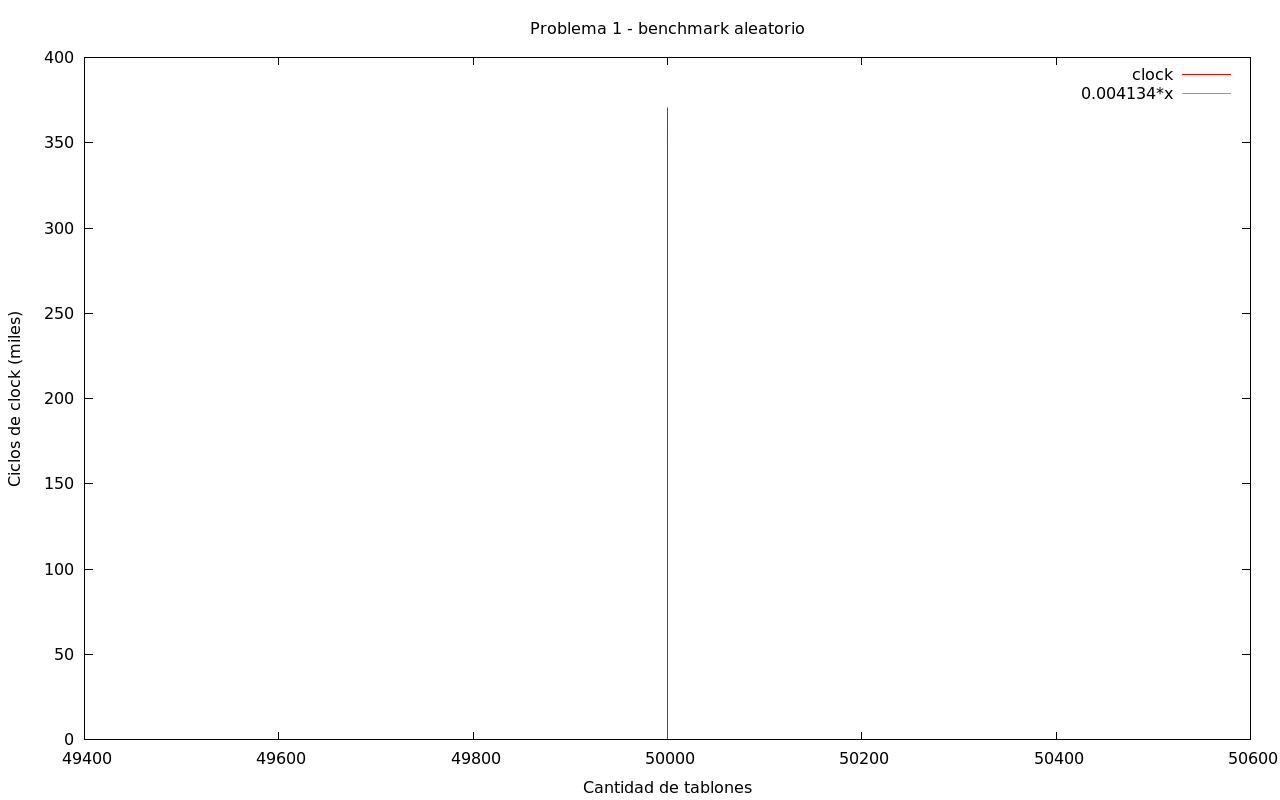 Problema 1 - benchmark aleatorio
clock
0.004134*x
400
350
300
250
200
150
100
50
0
Ciclos de clock (miles)
49400 49600 49800 50000 50200 50400 50600
Cantidad de tablones